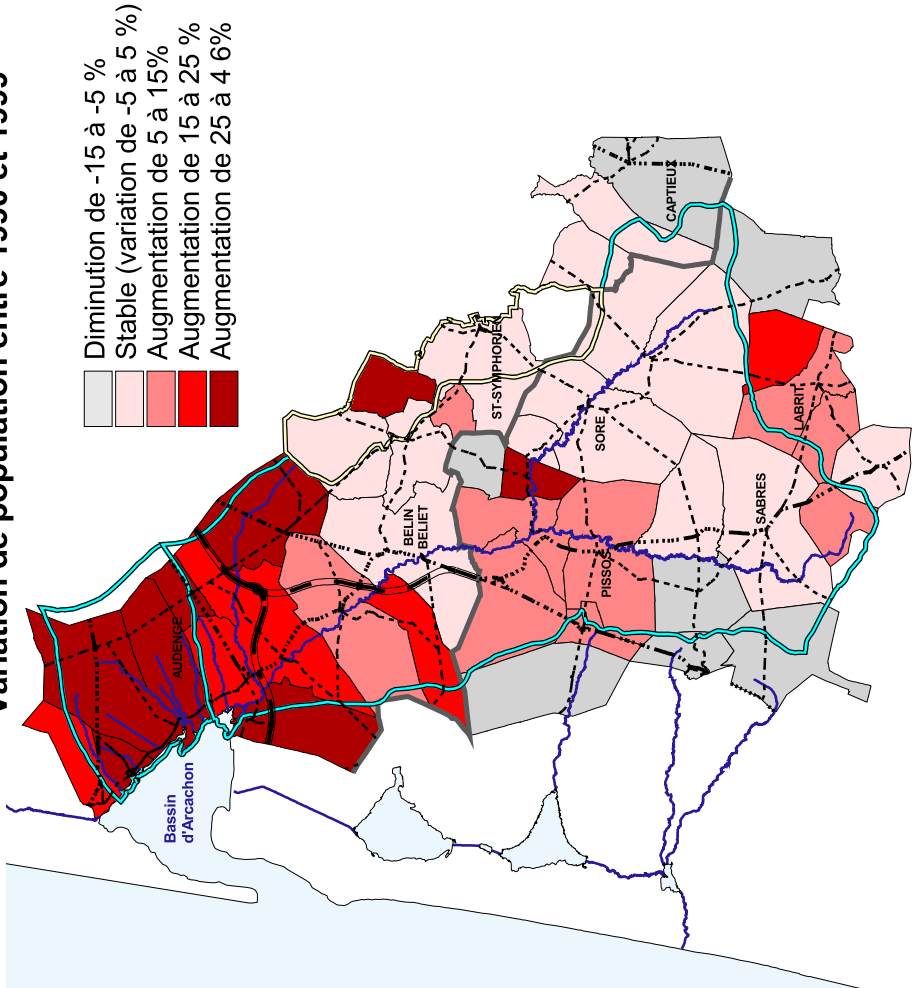 Variation de population entre 1990 et 1999
Diminution de -15 à -5 %
Stable (variation de -5 à 5 %)
Augmentation de 5 à 15%
Augmentation de 15 à 25 %
Augmentation de 25 à 4 6%
CAPTIEUX
ST-SYMPHORIEN
LABRIT
SORE
SABRES
BELIN
BELIET
PISSOS
AUDENGE
Bassin
d'Arcachon